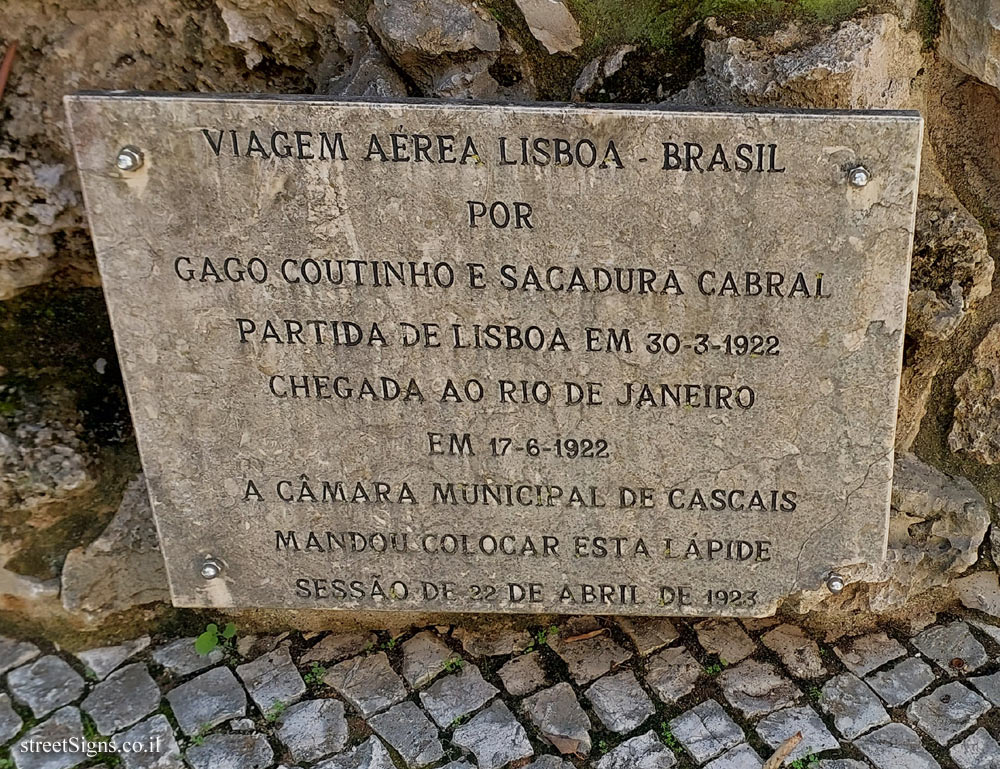 VIAGEM AÉREA LISBOA - BRASIL
POR
GAGO COUTINHO E SACADURA CABRAL
PARTIDA DE LISBOA EM 30-3-1922
CHEGADA AO RIO DE JANEIRO
EM 17-6-1922
A CÂMARA MUNICIPAL DE CASCAIS
MANDOU COLOCAR ESTA LÁPIDE
SESSÃO DE 22 DE ABRIL DE 1923
streetSigns.co.il